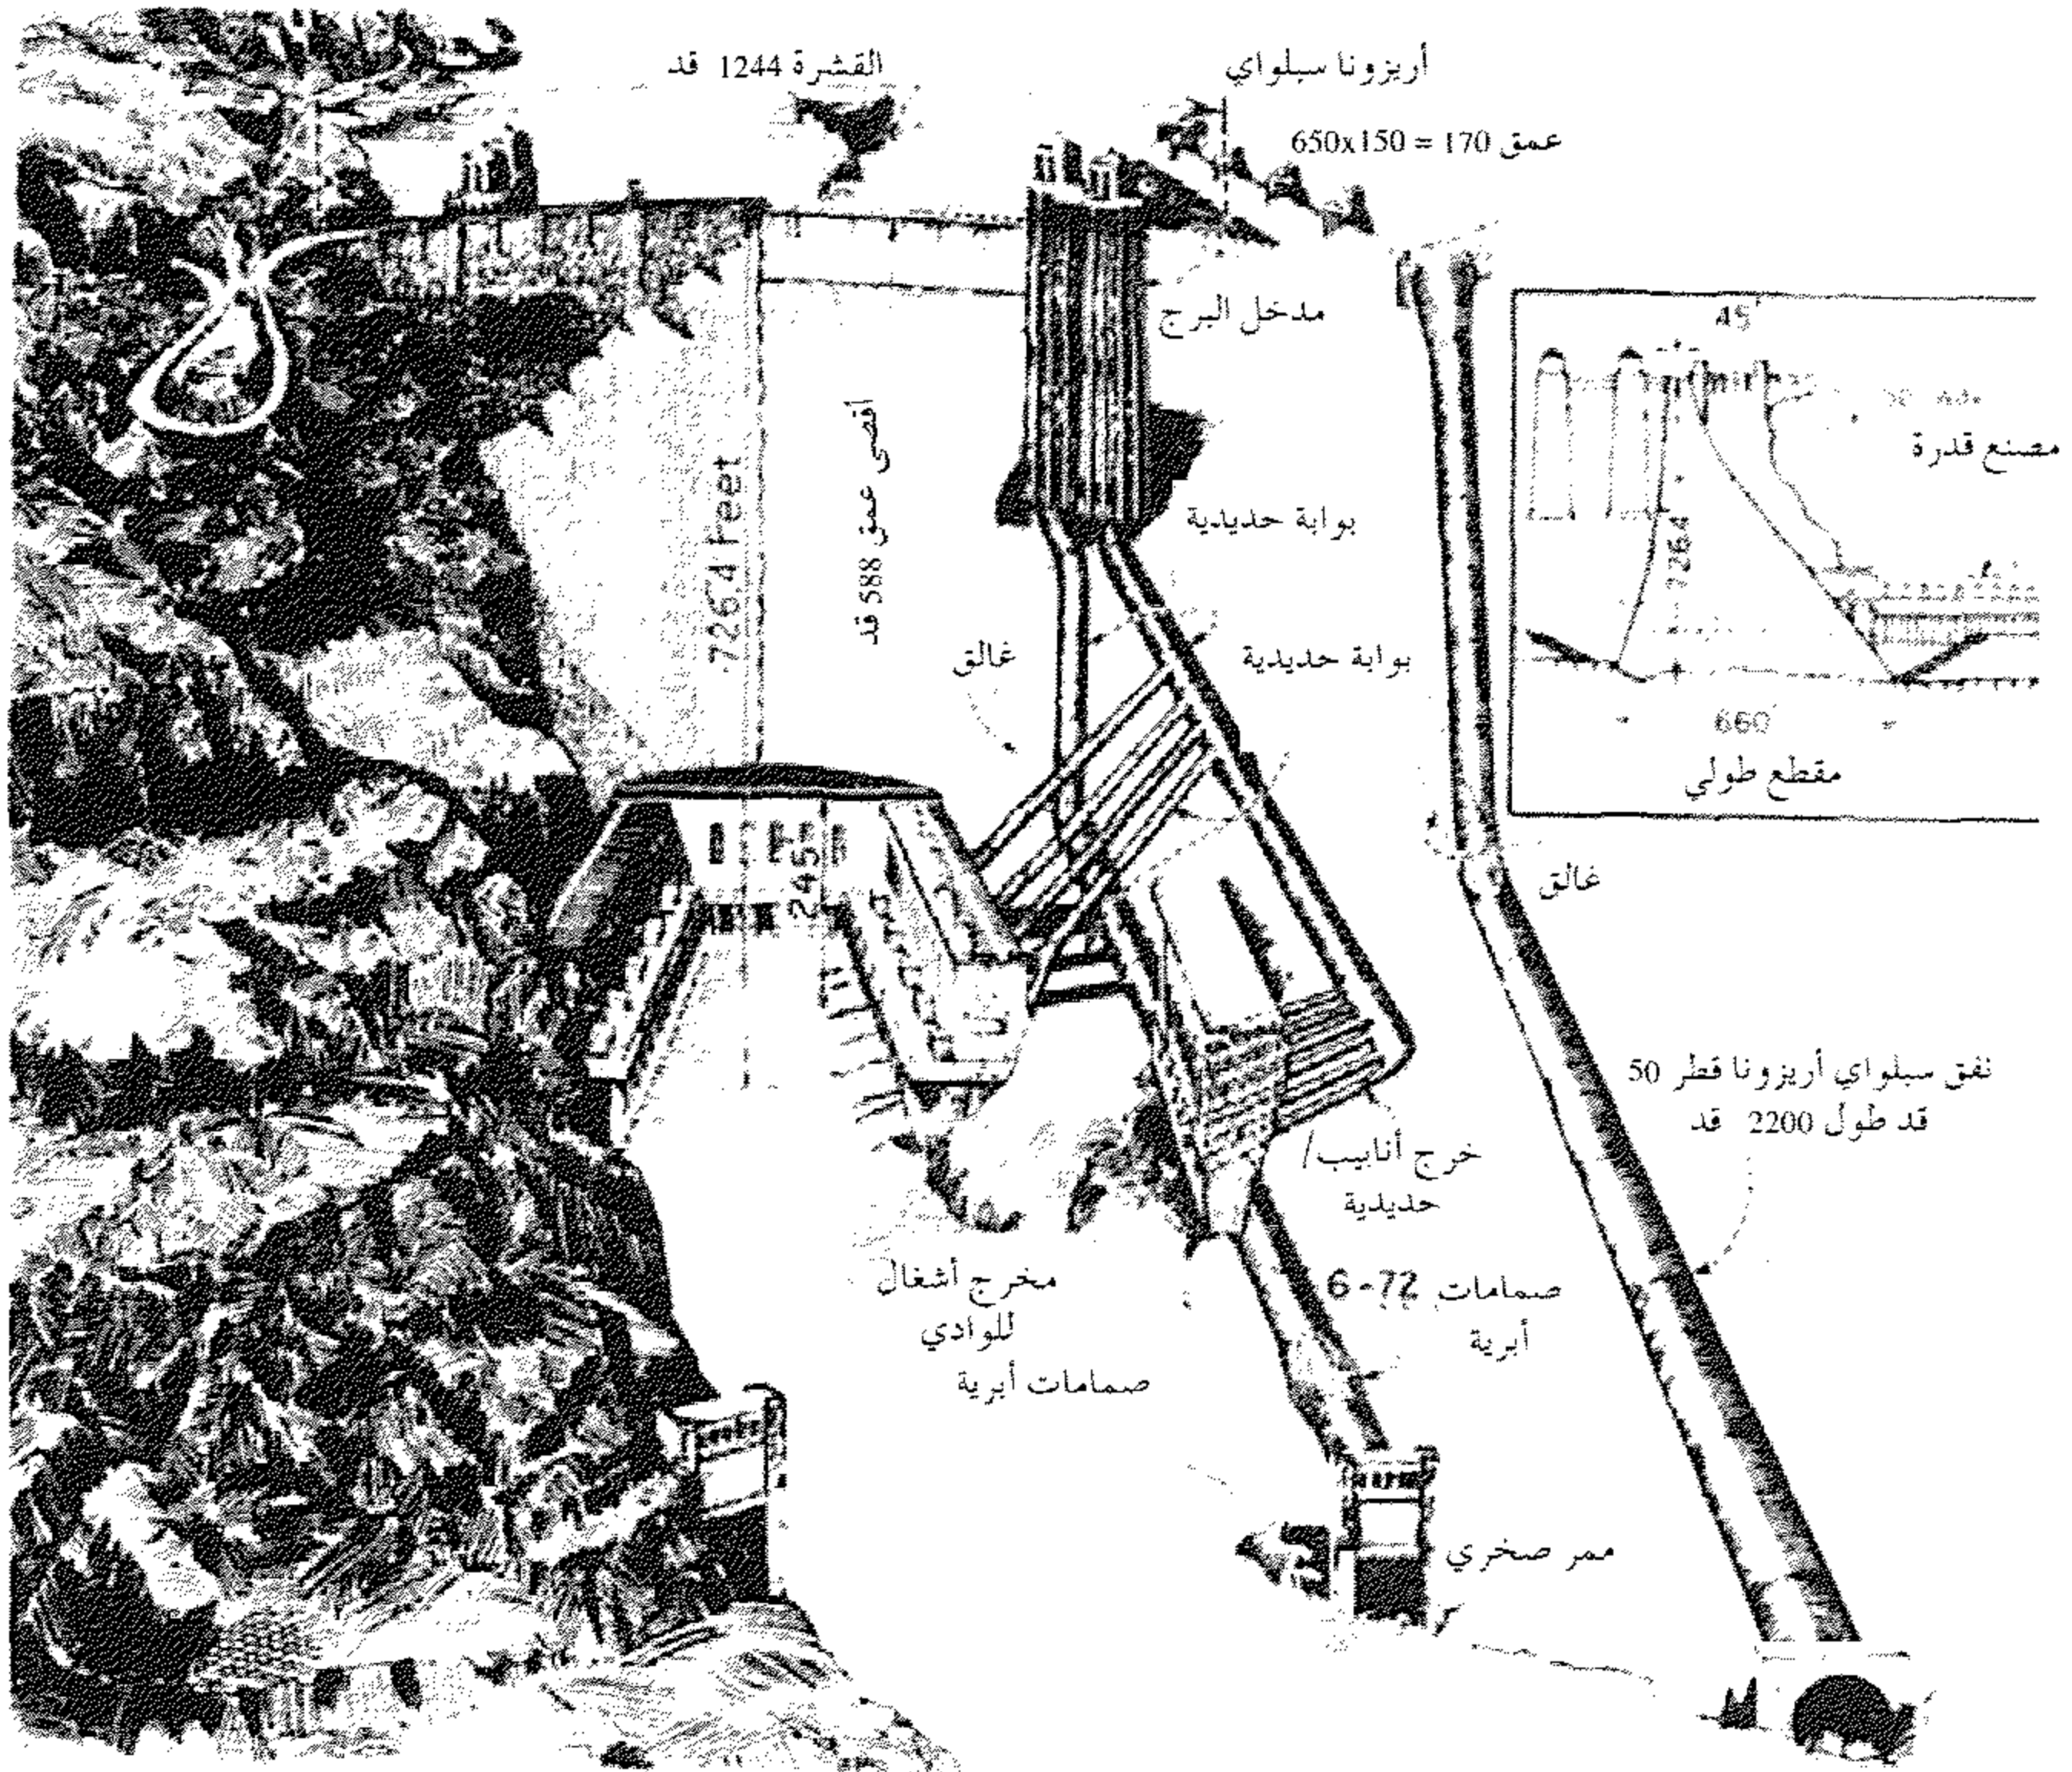 القشرة 1244 قد
أريزونا سبلواي
عمق 170 = 650x150
مدخل البرج
45'
مصنع قدرة
726.4 Feet
أقصى عمق 588 قد
بوابة حديدية
726.4
غالق
بوابة حديدية
660'
مقطع طولي
245
غالق
نفق سبلواي أريزونا قطر 50
قد طول 2200 قد
خرج أنابيب/
حديدية
مخرج أشغال
للوادي
صمامات أبرية
صمامات 72-6
أبرية
ممر صخري